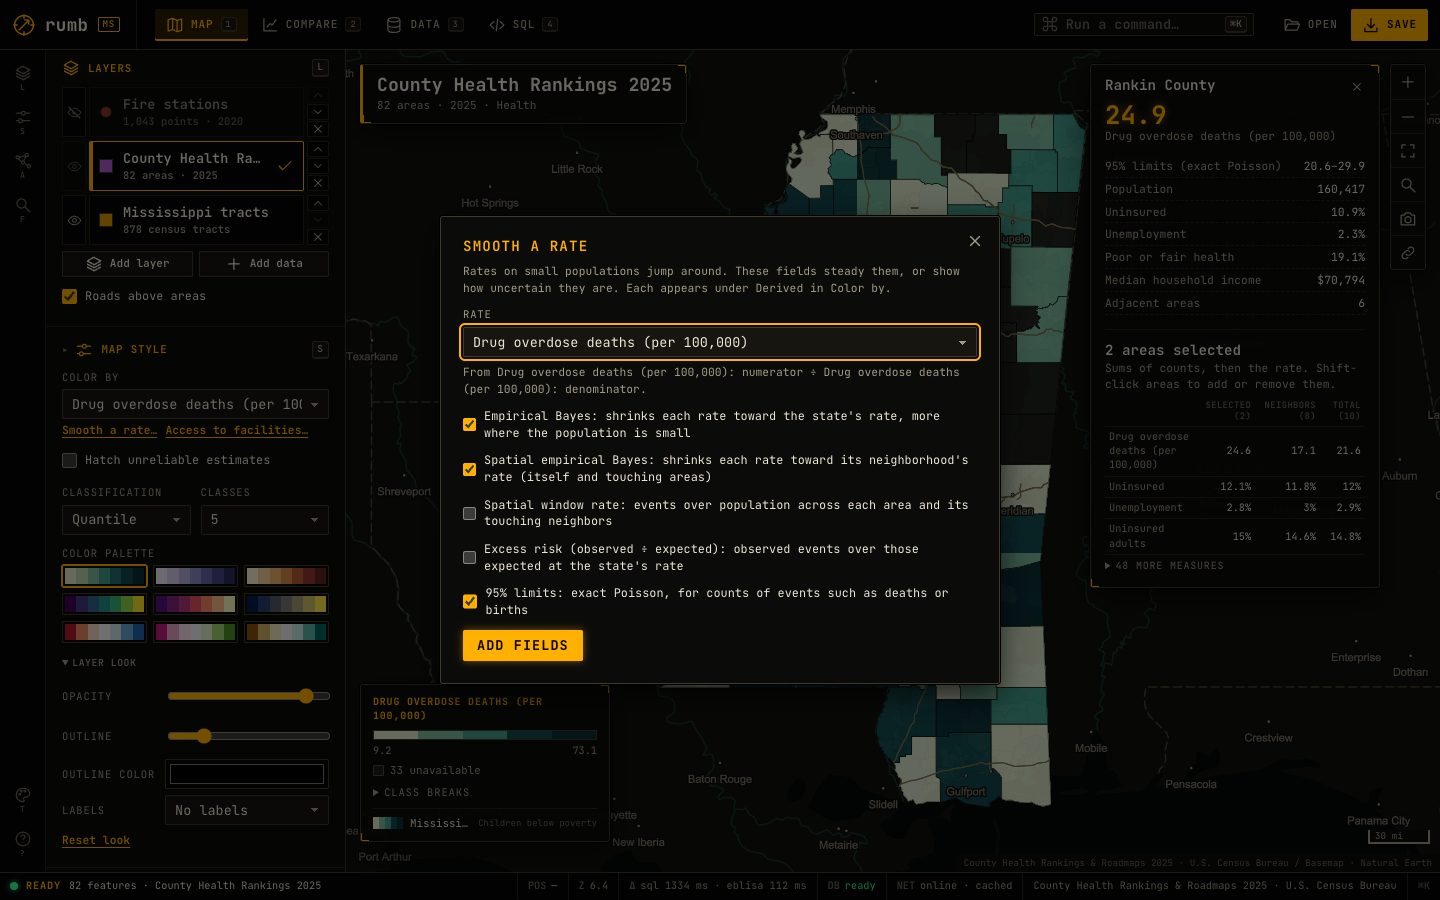 rumb MS
MAP 1
COMPARE 2
DATA 3
SQL 4
Run a command… ⌘K
OPEN
SAVE
L
S
A
F
T
?
LAYERS L
Fire stations
1,043 points · 2020
County Health Ra…
82 areas · 2025
Mississippi tracts
878 census tracts
Add layer
Add data
Roads above areas
MAP STYLE S
COLOR BY
Drug overdose deaths (per 100
Smooth a rate… Access to facilities…
Hatch unreliable estimates
CLASSIFICATION CLASSES
Quantile 5
COLOR PALETTE
LAYER LOOK
OPACITY
OUTLINE
OUTLINE COLOR
LABELS No labels
Reset look
County Health Rankings 2025
82 areas · 2025 · Health
Memphis
Southaven
Little Rock
Hot Springs
Tupelo
Texarkana
Shreveport
Auburn
Enterprise
Dothan
Mobile
Crestview
Pensacola
Baton Rouge
Slidell
Gulfport
New Iberia
Metairie
Port Arthur
Panama City
30 mi
SMOOTH A RATE
Rates on small populations jump around. These fields steady them, or show
how uncertain they are. Each appears under Derived in Color by.
RATE
Drug overdose deaths (per 100,000)
From Drug overdose deaths (per 100,000): numerator ÷ Drug overdose deaths
(per 100,000): denominator.
Empirical Bayes: shrinks each rate toward the state's rate, more
where the population is small
Spatial empirical Bayes: shrinks each rate toward its neighborhood's
rate (itself and touching areas)
Spatial window rate: events over population across each area and its
touching neighbors
Excess risk (observed ÷ expected): observed events over those
expected at the state's rate
95% limits: exact Poisson, for counts of events such as deaths or
births
ADD FIELDS
DRUG OVERDOSE DEATHS (PER
100,000)
9.2 73.1
33 unavailable
CLASS BREAKS
Mississi… Children below poverty
Rankin County
24.9
Drug overdose deaths (per 100,000)
95% limits (exact Poisson) 20.6–29.9
Population 160,417
Uninsured 10.9%
Unemployment 2.3%
Poor or fair health 19.1%
Median household income $70,794
Adjacent areas 6
2 areas selected
Sums of counts, then the rate. Shift-
click areas to add or remove them.
SELECTED (2) NEIGHBORS (8) TOTAL (10)
Drug overdose deaths (per 100,000) 24.6 17.1 21.6
Uninsured 12.1% 11.8% 12%
Unemployment 2.8% 3% 2.9%
Uninsured adults 15% 14.6% 14.8%
48 MORE MEASURES
County Health Rankings & Roadmaps 2025 · U.S. Census Bureau / Basemap · Natural Earth
READY 82 features · County Health Rankings 2025
POS —
Z 6.4
Δ sql 1334 ms · eblisa 112 ms
DB ready
NET online · cached
County Health Rankings & Roadmaps 2025 · U.S. Census Bureau
⌘K